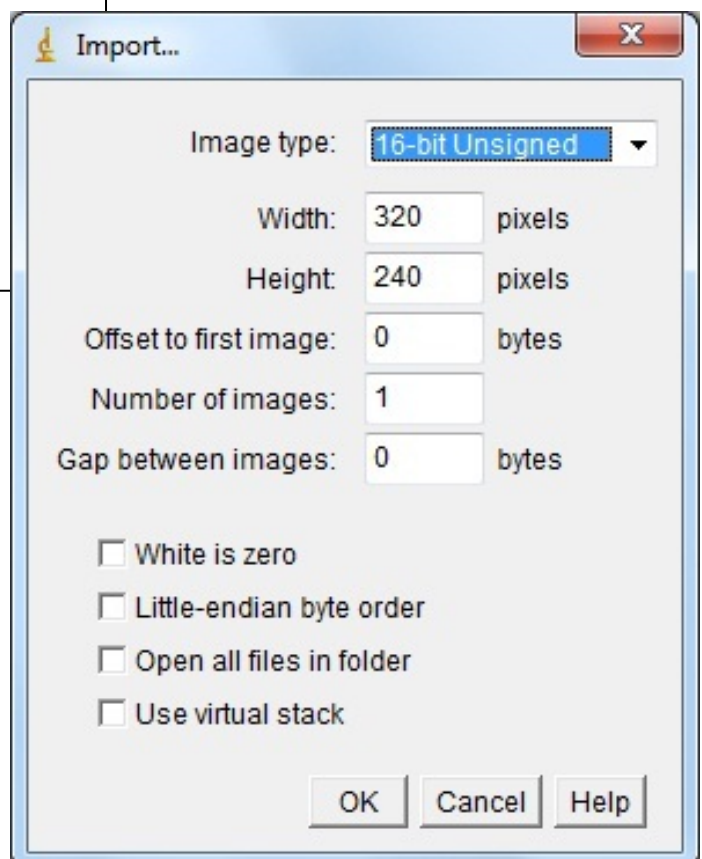 Import...
Image type: 16-bit Unsigned
Width: 320 pixels
Height: 240 pixels
Offset to first image: 0 bytes
Number of images: 1
Gap between images: 0 bytes
White is zero
Little-endian byte order
Open all files in folder
Use virtual stack
OK Cancel Help